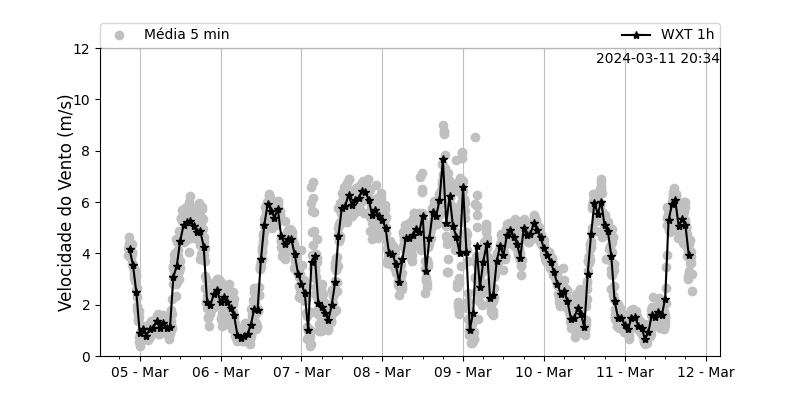 Média 5 min
WXT 1h
2024-03-11 20:34
Velocidade do Vento (m/s)
12
10
8
6
4
2
0
05 - Mar
06 - Mar
07 - Mar
08 - Mar
09 - Mar
10 - Mar
11 - Mar
12 - Mar